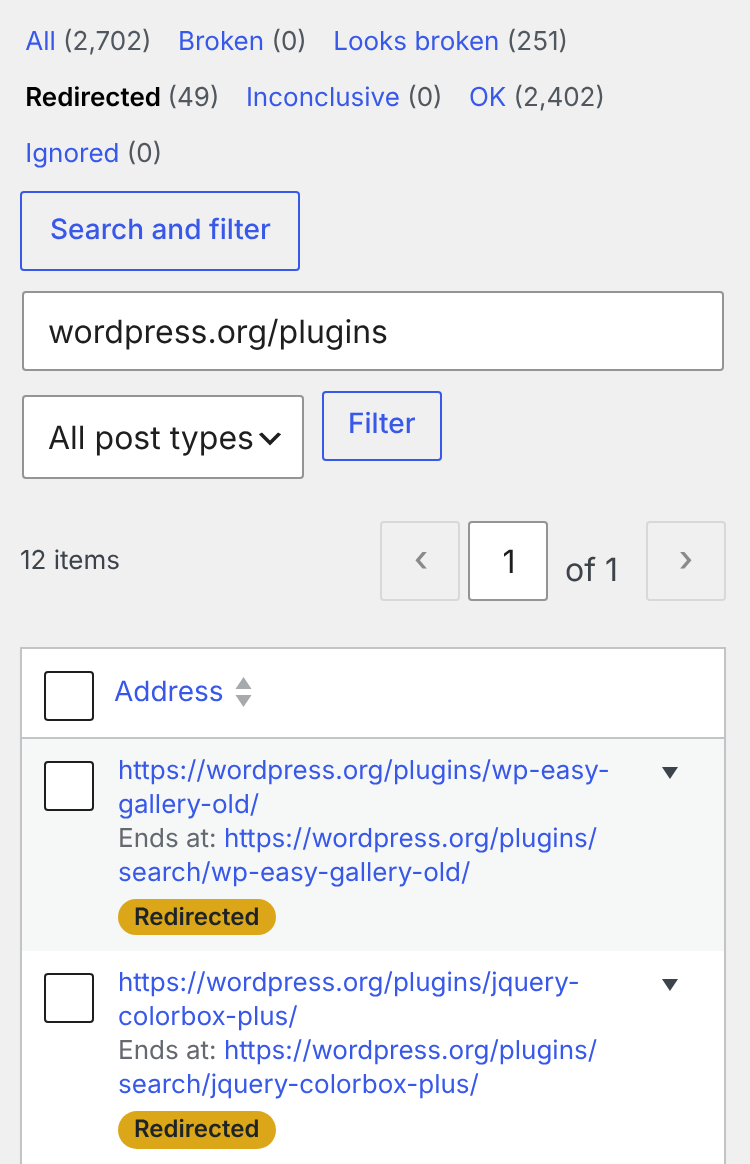 All (2,702) Broken (0) Looks broken (251)
Redirected (49) Inconclusive (0) OK (2,402)
Ignored (0)
Search and filter
wordpress.org/plugins
All post types Filter
12 items ‹ 1 of 1 ›
Address
https://wordpress.org/plugins/wp-easy-
gallery-old/
Ends at: https://wordpress.org/plugins/
search/wp-easy-gallery-old/
Redirected
https://wordpress.org/plugins/jquery-
colorbox-plus/
Ends at: https://wordpress.org/plugins/
search/jquery-colorbox-plus/
Redirected